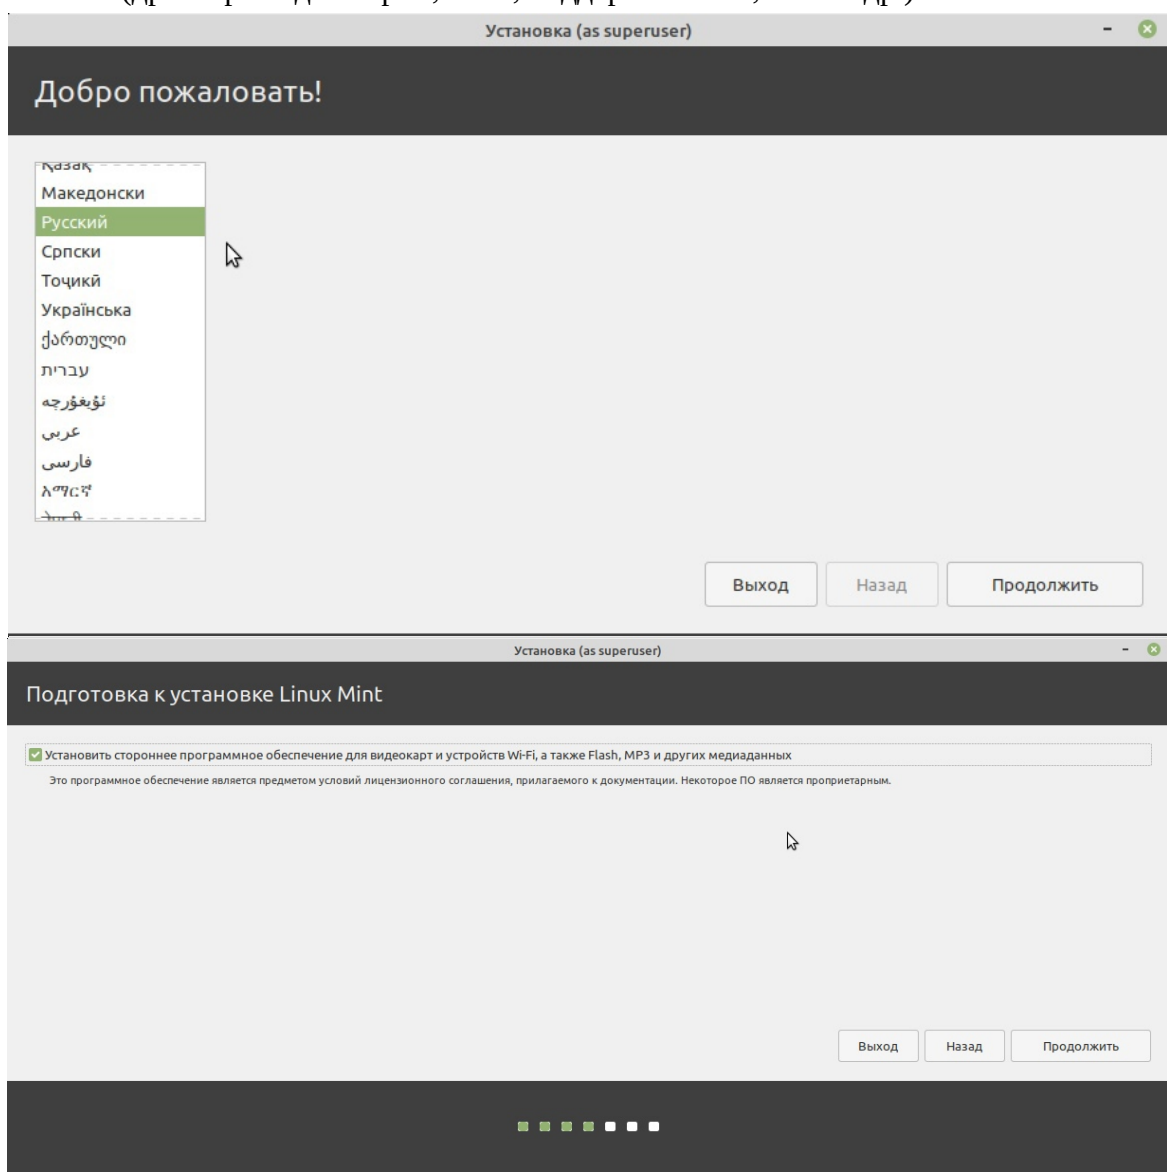 Установка (as superuser)
Добро пожаловать!
Қазақ
Македонски
Русский
Српски
Тоҷикӣ
Українська
ქართული
עברית
ئۇيغۇرچە
عربي
فارسی
አማርኛ
Выход Назад Продолжить
Установка (as superuser)
Подготовка к установке Linux Mint
Установить стороннее программное обеспечение для видеокарт и устройств Wi-Fi, а также Flash, MP3 и других медиаданных
Это программное обеспечение является предметом условий лицензионного соглашения, прилагаемого к документации. Некоторое ПО является проприетарным.
Выход Назад Продолжить